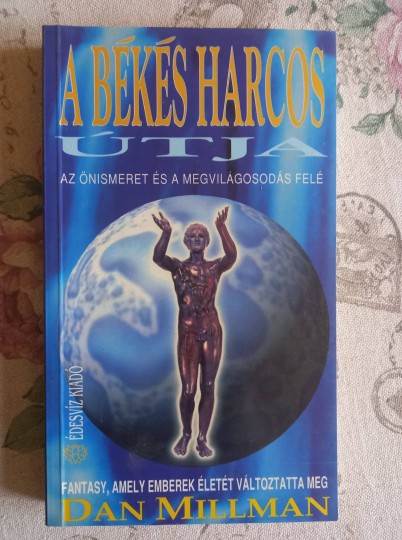 A BÉKÉS HARCOS
ÚTJA
AZ ÖNISMERET ÉS A MEGVILÁGOSODÁS FELÉ
ÉDESVÍZ KIADÓ
FANTASY, AMELY EMBEREK ÉLETÉT VÁLTOZTATTA MEG
DAN MILLMAN